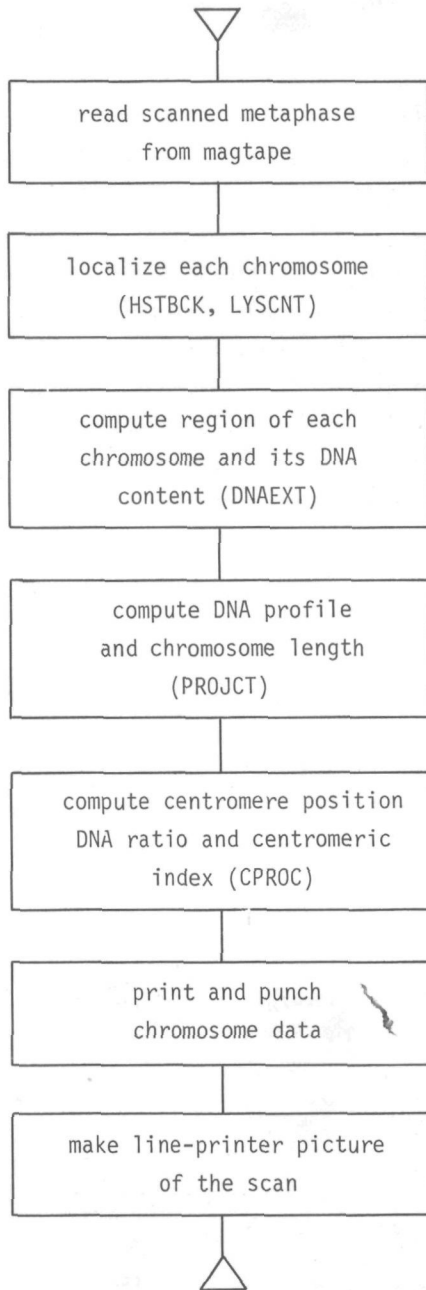 read scanned metaphase
from magtape
localize each chromosome
(HSTBCK, LYSCNT)
compute region of each
chromosome and its DNA
content (DNAEXT)
compute DNA profile
and chromosome length
(PROJCT)
compute centromere position
DNA ratio and centromeric
index (CPROC)
print and punch
chromosome data
make line-printer picture
of the scan